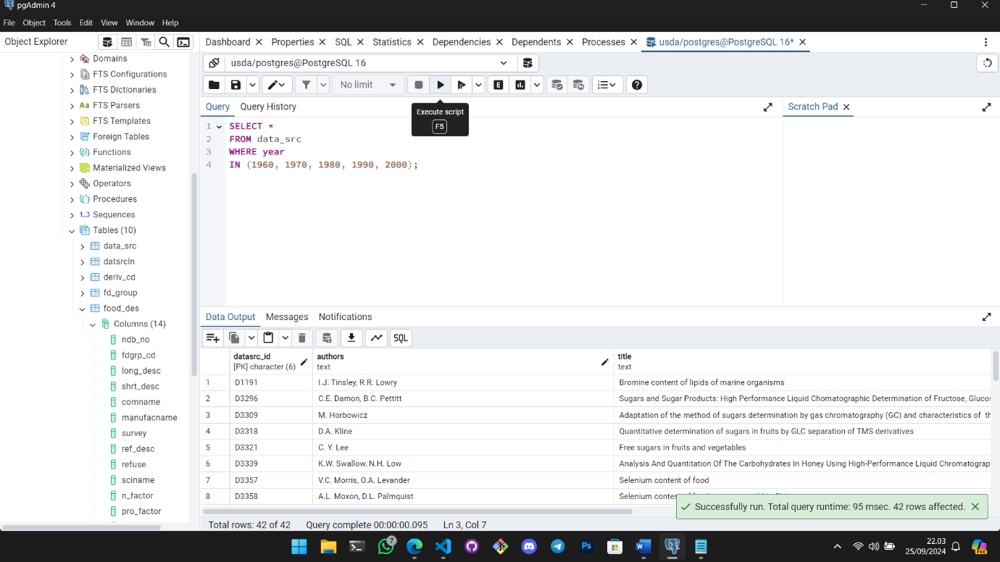 pgAdmin 4
File Object Tools Edit View Window Help
Object Explorer
Dashboard Properties SQL Statistics Dependencies Dependents Processes usda/postgres@PostgreSQL 16*
usda/postgres@PostgreSQL 16
No limit
E
Query Query History
Execute script
F5
Scratch Pad
1 SELECT *
2 FROM data_src
3 WHERE year
4 IN (1960, 1970, 1980, 1990, 2000);
Domains
FTS Configurations
FTS Dictionaries
Aa FTS Parsers
FTS Templates
Foreign Tables
Functions
Materialized Views
Operators
Procedures
1..3 Sequences
Tables (10)
data_src
datsrcln
deriv_cd
fd_group
food_des
Columns (14)
ndb_no
fdgrp_cd
long_desc
shrt_desc
comname
manufacname
survey
ref_desc
refuse
sciname
n_factor
pro_factor
Data Output Messages Notifications
SQL
datasrc_id authors title
[PK] character (6) text text
1 D1191 I.J. Tinsley, R.R. Lowry Bromine content of lipids of marine organisms
2 D3296 C.E. Damon, B.C. Pettitt Sugars and Sugar Products: High Performance Liquid Chomatographic Determination of Fructose, Gluco
3 D3309 M. Horbowicz Adaptation of the method of sugars determination by gas chromatography (GC) and characteristics of th
4 D3318 D.A. Kline Quantitative determination of sugars in fruits by GLC separation of TMS derivatives
5 D3321 C. Y. Lee Free sugars in fruits and vegetables
6 D3339 K.W. Swallow, N.H. Low Analysis And Quantitation Of The Carbohydrates In Honey Using High-Performance Liquid Chromatograp
7 D3357 V.C. Morris, O.A. Levander Selenium content of food
8 D3358 A.L. Moxon, D.L. Palmquist Selenium
Successfully run. Total query runtime: 95 msec. 42 rows affected.
Total rows: 42 of 42 Query complete 00:00:00.095 Ln 3, Col 7
7
Ps
W
22.03
25/09/2024
PRE